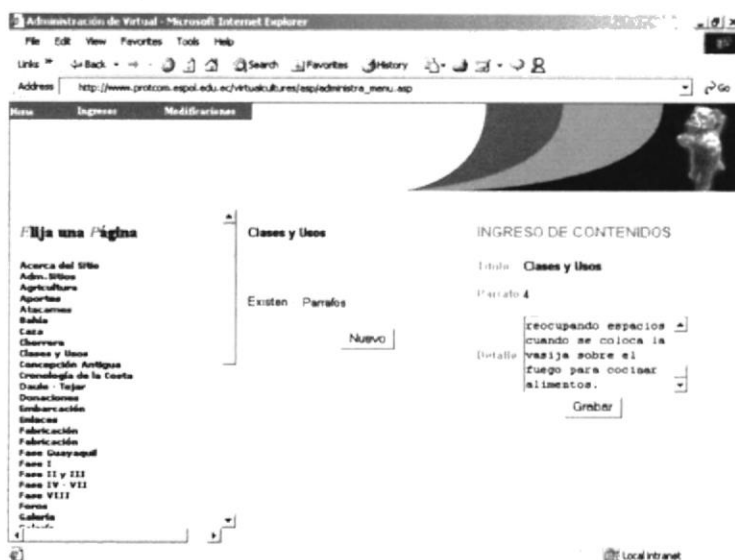 Administración de Virtual - Microsoft Internet Explorer
File Edit View Favorites Tools Help
Links » Back Search Favorites History
Address http://www.protcom.espol.edu.ec/virtualcultures/asp/administra_menu.asp Go
Menu Ingresos Modificaciones
Elija una Página
Acerca del Sitio
Adm. Sitios
Agricultura
Aportes
Atacames
Bahía
Caza
Chorrera
Clases y Usos
Concepción Antigua
Cronología de la Costa
Daule - Tejar
Donaciones
Embarcación
Enlaces
Fabricación
Fabricación
Fase Guayaquil
Fase I
Fase II y III
Fase IV - VII
Fase VIII
Foros
Galería
Galería
Clases y Usos
Existen Parrafos
Nuevo
INGRESO DE CONTENIDOS
Titulo Clases y Usos
Parrafo 4
Detalle
reocupando espacios
cuando se coloca la
vasija sobre el
fuego para cocinar
alimentos.
Grabar
Local intranet